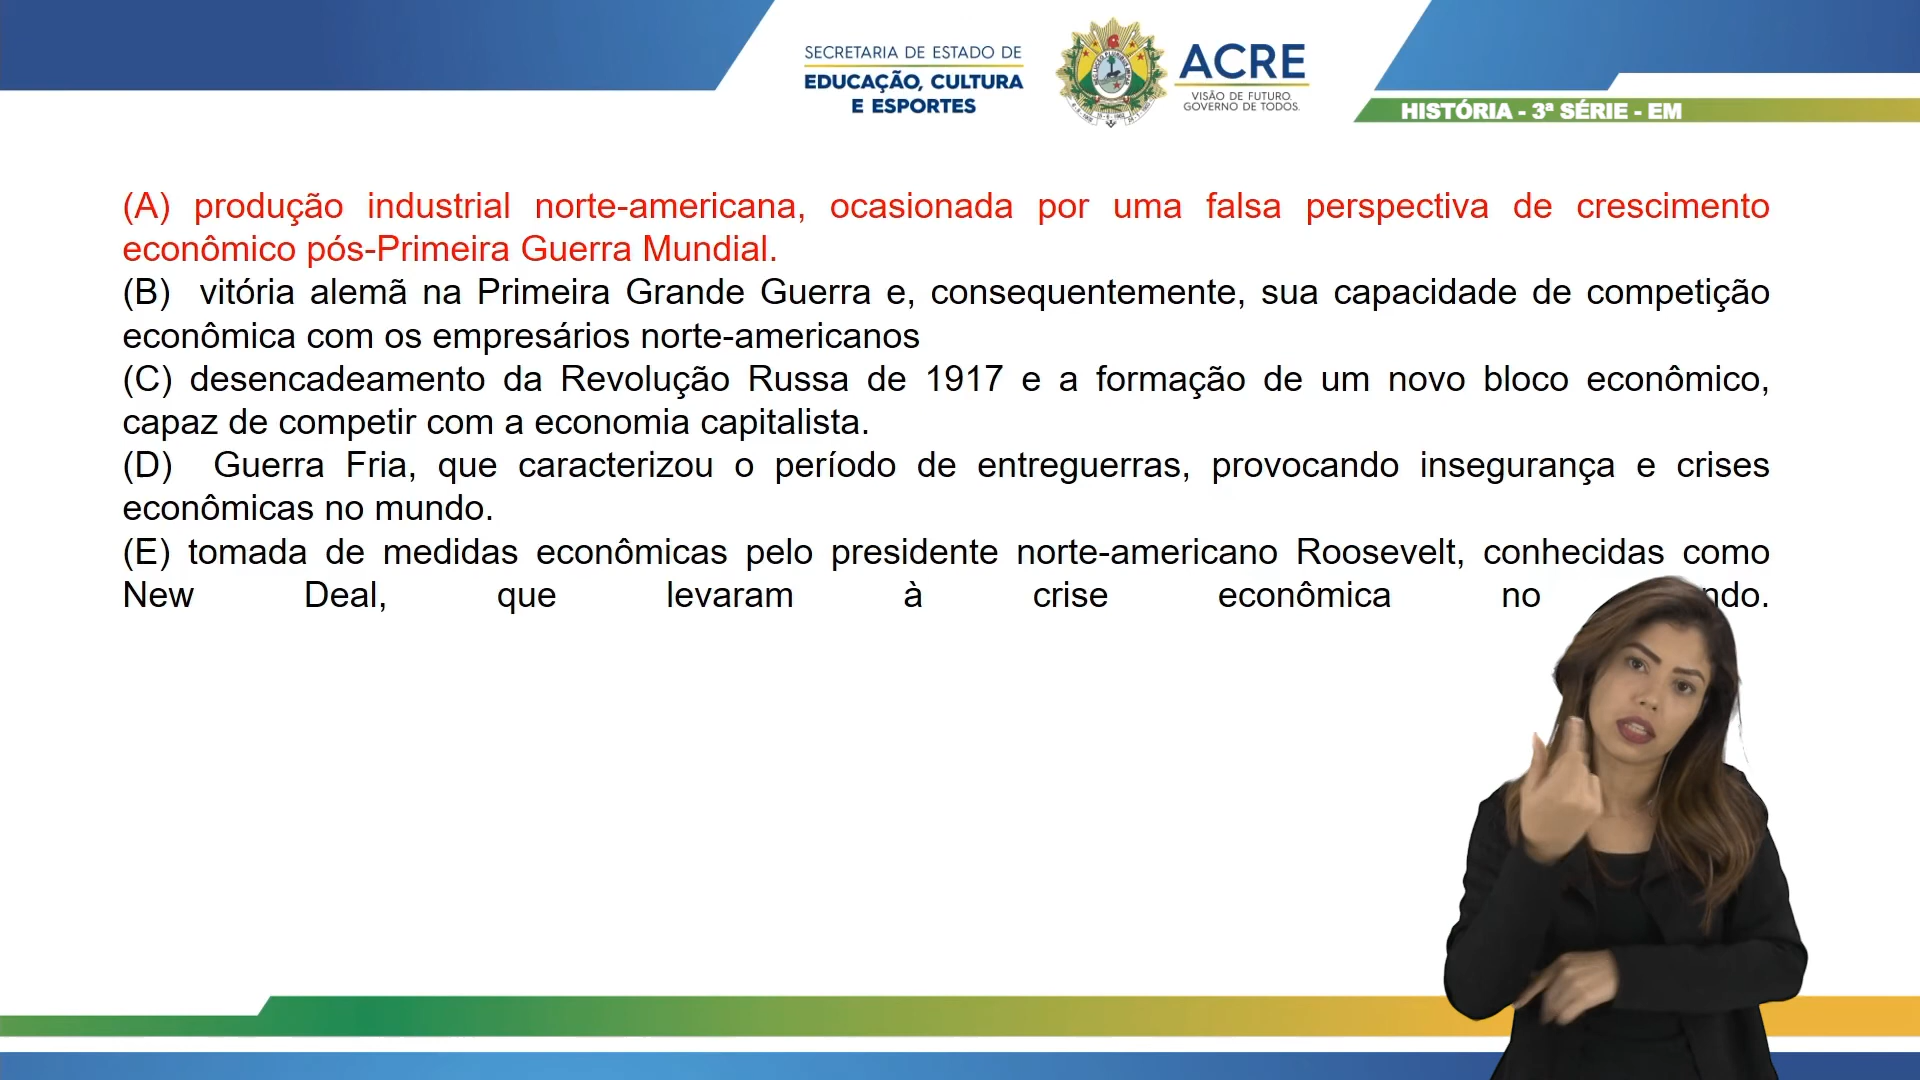 SECRETARIA DE ESTADO DE
EDUCAÇÃO, CULTURA
E ESPORTES
ACRE
VISÃO DE FUTURO.
GOVERNO DE TODOS.
HISTÓRIA - 3ª SÉRIE - EM
(A) produção industrial norte-americana, ocasionada por uma falsa perspectiva de crescimento
econômico pós-Primeira Guerra Mundial.
(B) vitória alemã na Primeira Grande Guerra e, consequentemente, sua capacidade de competição
econômica com os empresários norte-americanos
(C) desencadeamento da Revolução Russa de 1917 e a formação de um novo bloco econômico,
capaz de competir com a economia capitalista.
(D) Guerra Fria, que caracterizou o período de entreguerras, provocando insegurança e crises
econômicas no mundo.
(E) tomada de medidas econômicas pelo presidente norte-americano Roosevelt, conhecidas como
New Deal, que levaram à crise econômica no